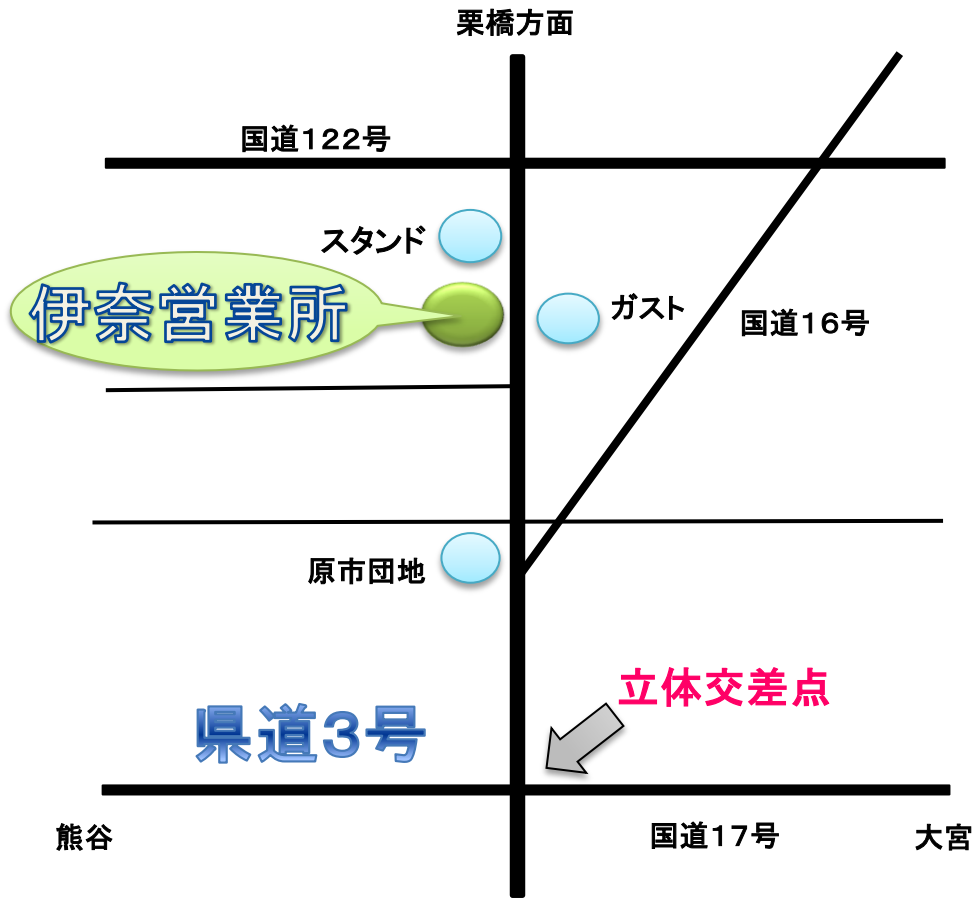 栗橋方面
国道122号
スタンド
伊奈営業所
ガスト
国道16号
原市団地
立体交差点
県道3号
熊谷
国道17号
大宮